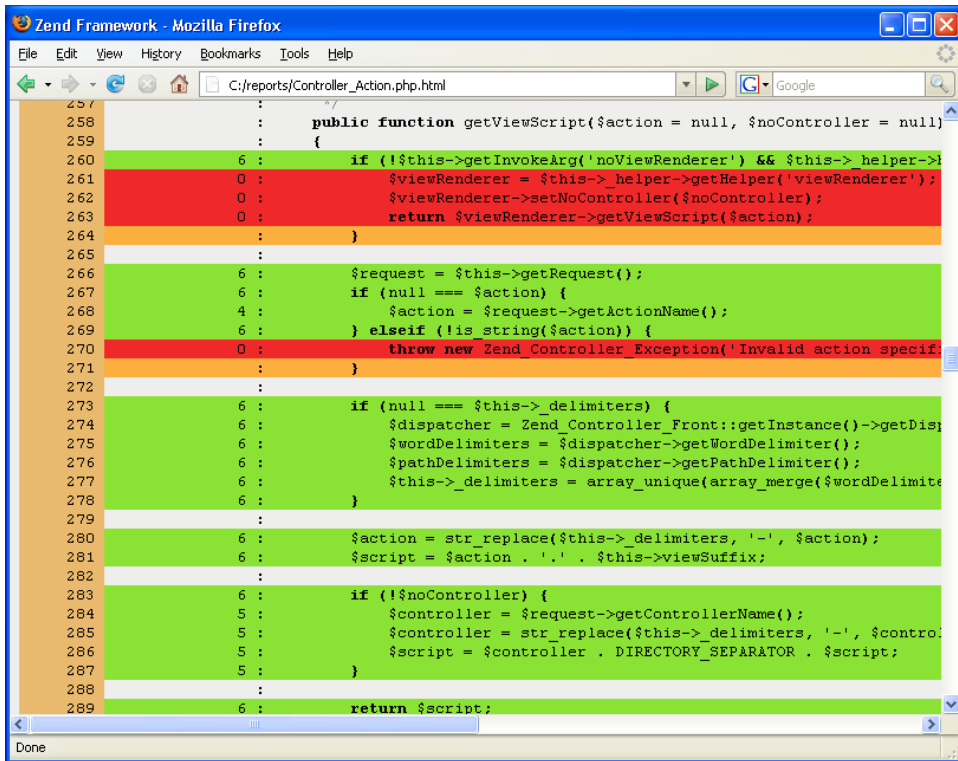 Zend Framework - Mozilla Firefox
File Edit View History Bookmarks Tools Help
C:/reports/Controller_Action.php.html Google
257 : */
258 : public function getViewScript($action = null, $noController = null)
259 : {
260 6 : if (!$this->getInvokeArg('noViewRenderer') && $this->_helper->h
261 0 : $viewRenderer = $this->_helper->getHelper('viewRenderer');
262 0 : $viewRenderer->setNoController($noController);
263 0 : return $viewRenderer->getViewScript($action);
264 : }
265 :
266 6 : $request = $this->getRequest();
267 6 : if (null === $action) {
268 4 : $action = $request->getActionName();
269 6 : } elseif (!is_string($action)) {
270 0 : throw new Zend_Controller_Exception('Invalid action specif
271 : }
272 :
273 6 : if (null === $this->_delimiters) {
274 6 : $dispatcher = Zend_Controller_Front::getInstance()->getDisp
275 6 : $wordDelimiters = $dispatcher->getWordDelimiter();
276 6 : $pathDelimiters = $dispatcher->getPathDelimiter();
277 6 : $this->_delimiters = array_unique(array_merge($wordDelimite
278 6 : }
279 :
280 6 : $action = str_replace($this->_delimiters, '-', $action);
281 6 : $script = $action . '.' . $this->viewSuffix;
282 :
283 6 : if (!$noController) {
284 5 : $controller = $request->getControllerName();
285 5 : $controller = str_replace($this->_delimiters, '-', $control
286 5 : $script = $controller . DIRECTORY_SEPARATOR . $script;
287 5 : }
288 :
289 6 : return $script;
Done